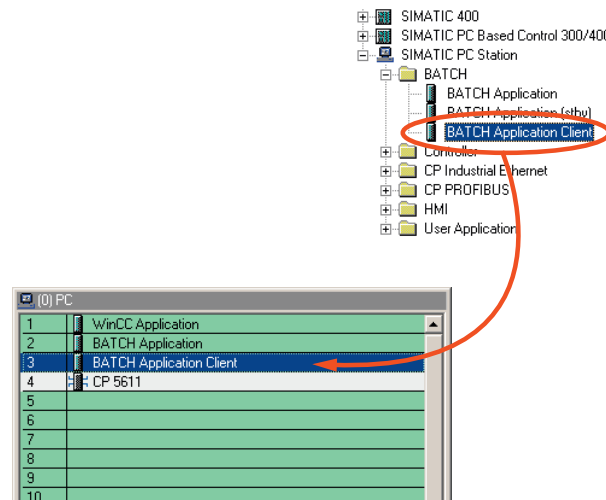 SIMATIC 400
SIMATIC PC Based Control 300/400
SIMATIC PC Station
BATCH
BATCH Application
BATCH Application (stby)
BATCH Application Client
Controller
CP Industrial Ethernet
CP PROFIBUS
HMI
User Application
(0) PC
1 WinCC Application
2 BATCH Application
3 BATCH Application Client
4 CP 5611
5
6
7
8
9
10